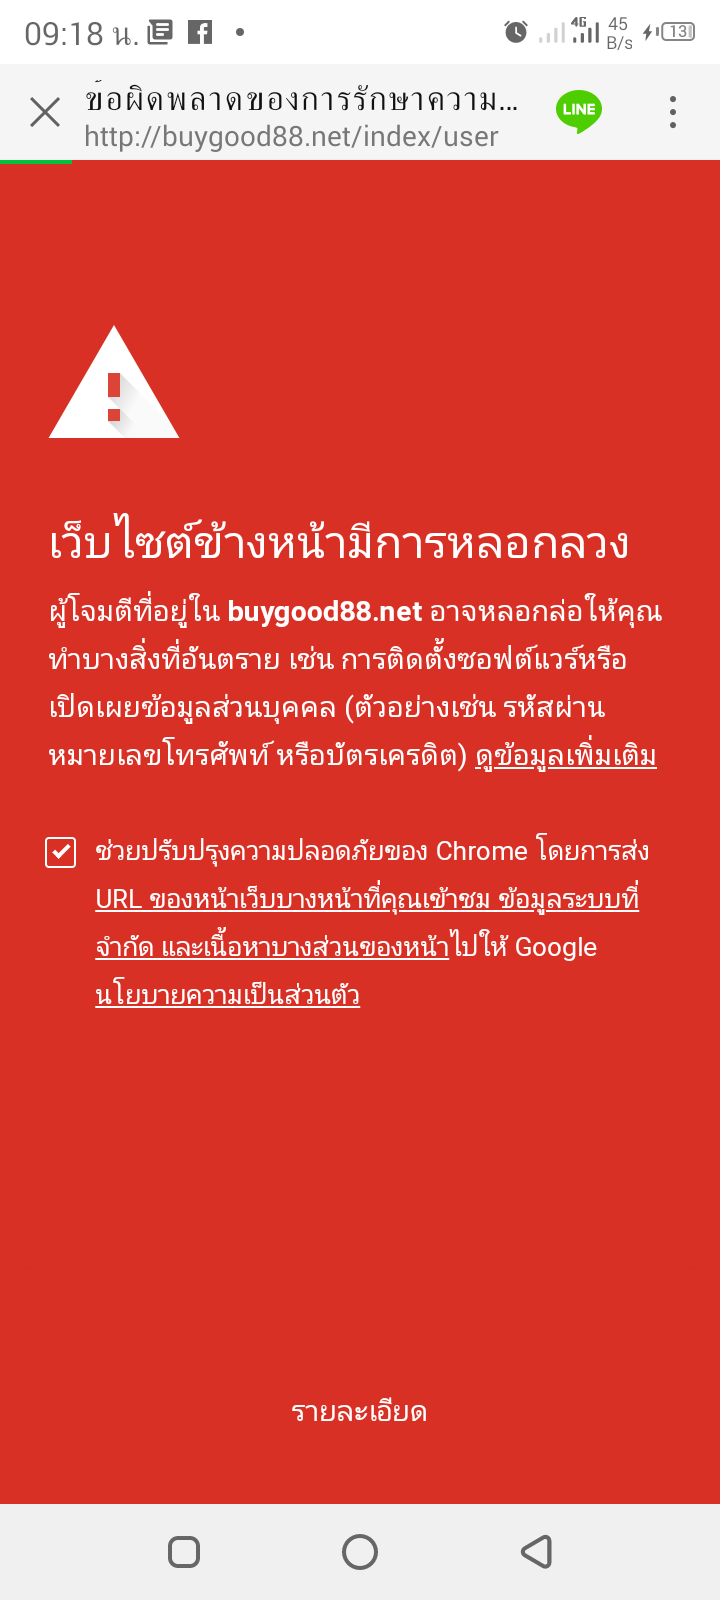 09:18 น.
4G 45 B/s 13
ข้อผิดพลาดของการรักษาความ...
http://buygood88.net/index/user
LINE
เว็บไซต์ข้างหน้ามีการหลอกลวง
ผู้โจมตีที่อยู่ใน buygood88.net อาจหลอกล่อให้คุณ
ทำบางสิ่งที่อันตราย เช่น การติดตั้งซอฟต์แวร์หรือ
เปิดเผยข้อมูลส่วนบุคคล (ตัวอย่างเช่น รหัสผ่าน
หมายเลขโทรศัพท์ หรือบัตรเครดิต) ดูข้อมูลเพิ่มเติม
ช่วยปรับปรุงความปลอดภัยของ Chrome โดยการส่ง
URL ของหน้าเว็บบางหน้าที่คุณเข้าชม ข้อมูลระบบที่
จำกัด และเนื้อหาบางส่วนของหน้าไปให้ Google
นโยบายความเป็นส่วนตัว
รายละเอียด